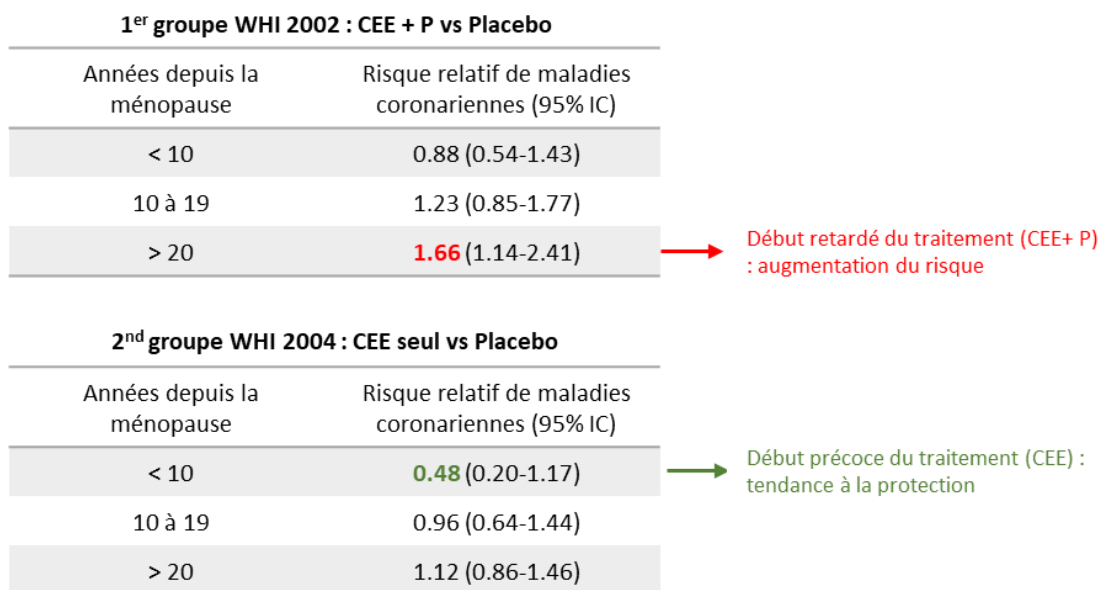 1er groupe WHI 2002 : CEE + P vs Placebo
Années depuis la ménopause
Risque relatif de maladies coronariennes (95% IC)
< 10 0.88 (0.54-1.43)
10 à 19 1.23 (0.85-1.77)
> 20 1.66 (1.14-2.41)
Début retardé du traitement (CEE+ P)
: augmentation du risque
2nd groupe WHI 2004 : CEE seul vs Placebo
Années depuis la ménopause
Risque relatif de maladies coronariennes (95% IC)
< 10 0.48 (0.20-1.17)
Début précoce du traitement (CEE) :
tendance à la protection
10 à 19 0.96 (0.64-1.44)
> 20 1.12 (0.86-1.46)